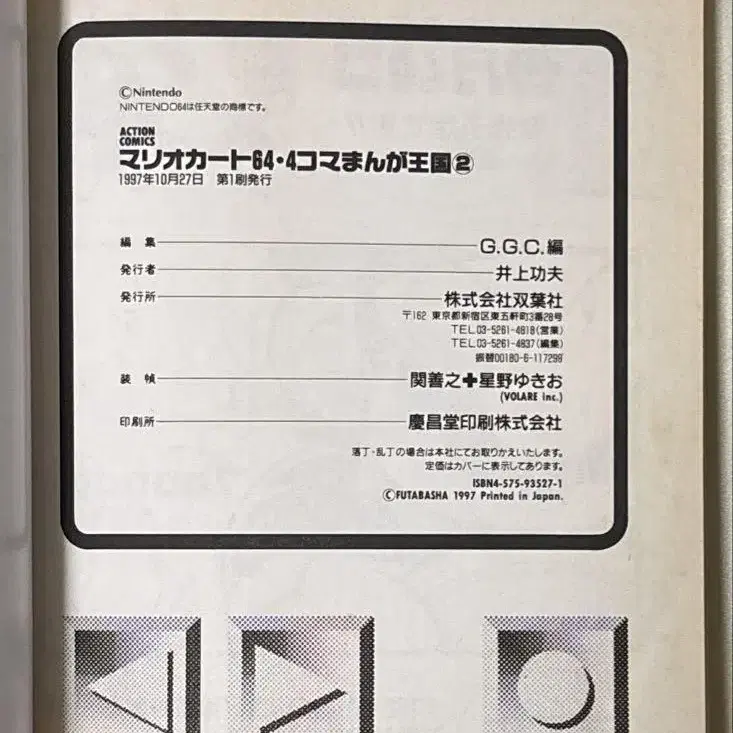 ©Nintendo
NINTENDO64は任天堂の商標です。
ACTION
COMICS
マリオカート64・4コマまんが王国②
1997年10月27日 第1刷発行
編 集 G.G.C.編
発行者 井上功夫
発行所 株式会社双葉社
〒162 東京都新宿区東五軒町3番28号
TEL03-5261-4818(営業)
TEL03-5261-4837(編集)
振替00180-6-117299
装 幀 関善之✚星野ゆきお
(VOLARE inc.)
印刷所 慶昌堂印刷株式会社
落丁・乱丁の場合は本社にてお取りかえいたします。
定価はカバーに表示してあります。
ISBN4-575-93527-1
©FUTABASHA 1997 Printed in Japan.